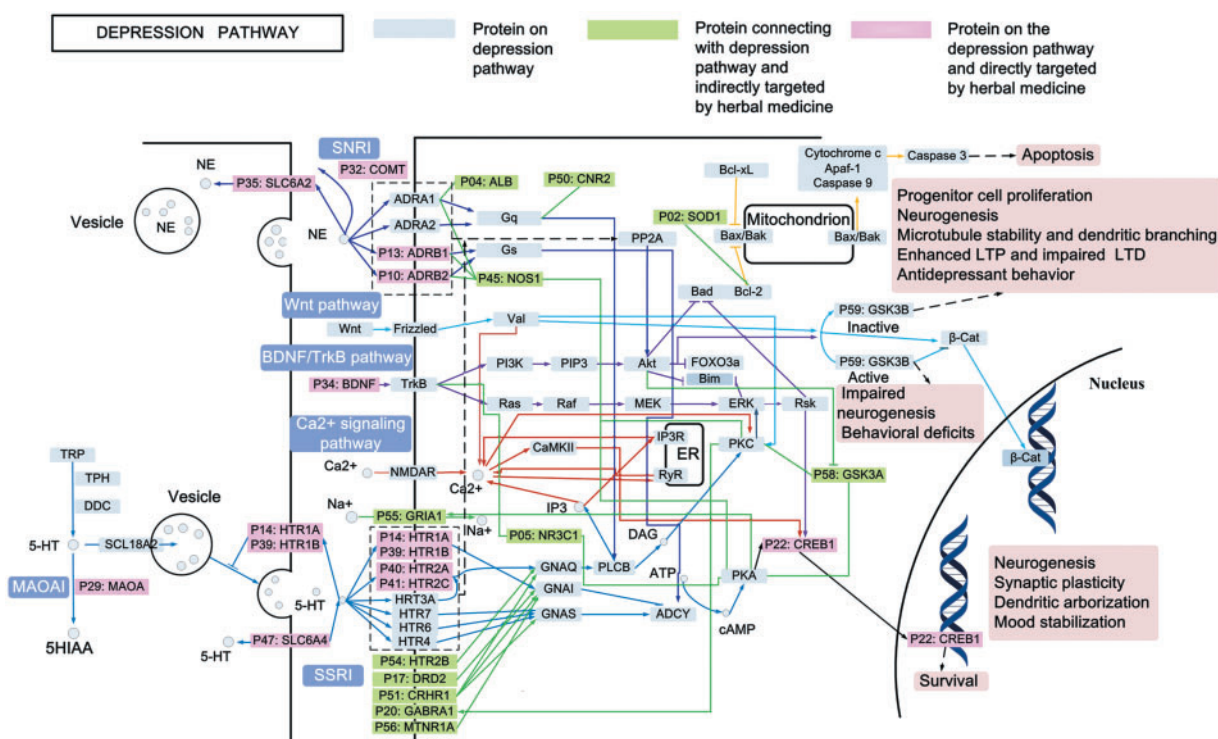 DEPRESSION PATHWAY
Protein on
depression
pathway
Protein connecting
with depression
pathway and
indirectly targeted
by herbal medicine
Protein on the
depression pathway
and directly targeted
by herbal medicine
SNRI
NE
P32: COMT
P35: SLC6A2
Vesicle
NE
NE
ADRA1
ADRA2
P13: ADRB1
P10: ADRB2
P04: ALB
P50: CNR2
Gq
Gs
P45: NOS1
PP2A
P02: SOD1
Bcl-xL
Mitochondrion
Bax/Bak
Bax/Bak
Bad
Bcl-2
Cytochrome c
Apaf-1
Caspase 9
Caspase 3
Apoptosis
Progenitor cell proliferation
Neurogenesis
Microtubule stability and dendritic branching
Enhanced LTP and impaired LTD
Antidepressant behavior
Wnt pathway
Wnt
Frizzled
Val
P59: GSK3B
Inactive
P59: GSK3B
Active
β-Cat
BDNF/TrkB pathway
P34: BDNF
TrkB
PI3K
PIP3
Akt
FOXO3a
Bim
Ras
Raf
MEK
ERK
Rsk
Impaired
neurogenesis
Behavioral deficits
Nucleus
β-Cat
Ca2+ signaling
pathway
Ca2+
NMDAR
Ca2+
CaMKII
IP3R
ER
RyR
PKC
P58: GSK3A
Na+
P55: GRIA1
INa+
IP3
DAG
P05: NR3C1
TRP
TPH
DDC
5-HT
SCL18A2
Vesicle
MAOAI
P29: MAOA
5HIAA
P14: HTR1A
P39: HTR1B
5-HT
P47: SLC6A4
5-HT
SSRI
P14: HTR1A
P39: HTR1B
P40: HTR2A
P41: HTR2C
HRT3A
HTR7
HTR6
HTR4
P54: HTR2B
P17: DRD2
P51: CRHR1
P20: GABRA1
P56: MTNR1A
GNAQ
GNAI
GNAS
PLCB
ADCY
ATP
cAMP
PKA
P22: CREB1
P22: CREB1
Survival
Neurogenesis
Synaptic plasticity
Dendritic arborization
Mood stabilization